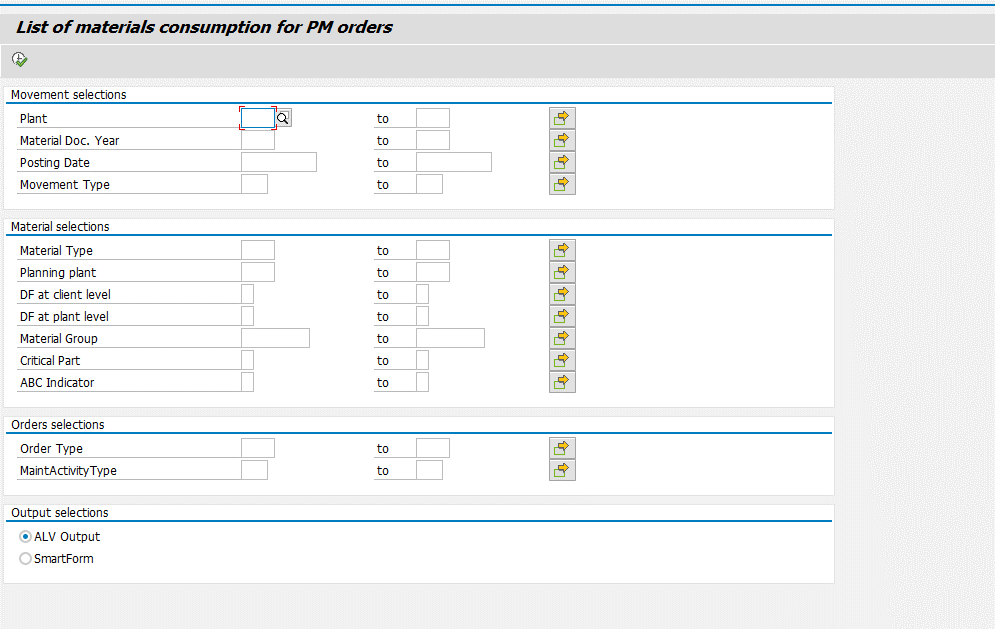 List of materials consumption for PM orders
Movement selections
Plant to
Material Doc. Year to
Posting Date to
Movement Type to
Material selections
Material Type to
Planning plant to
DF at client level to
DF at plant level to
Material Group to
Critical Part to
ABC Indicator to
Orders selections
Order Type to
MaintActivityType to
Output selections
ALV Output
SmartForm